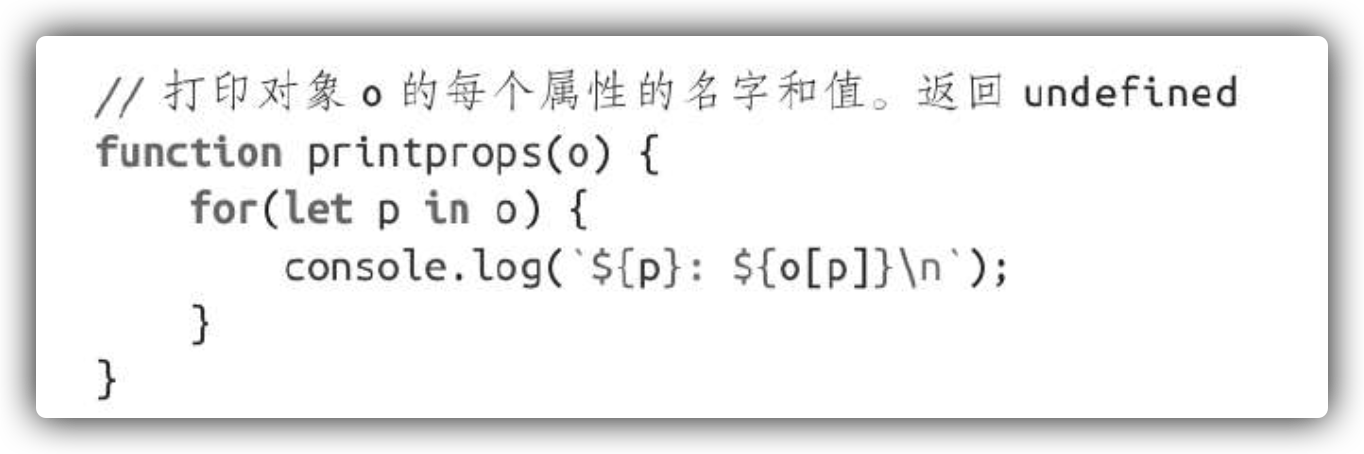 // 打印对象 o 的每个属性的名字和值。返回 undefined
function printprops(o) {
    for(let p in o) {
        console.log(`${p}: ${o[p]}\n`);
    }
}